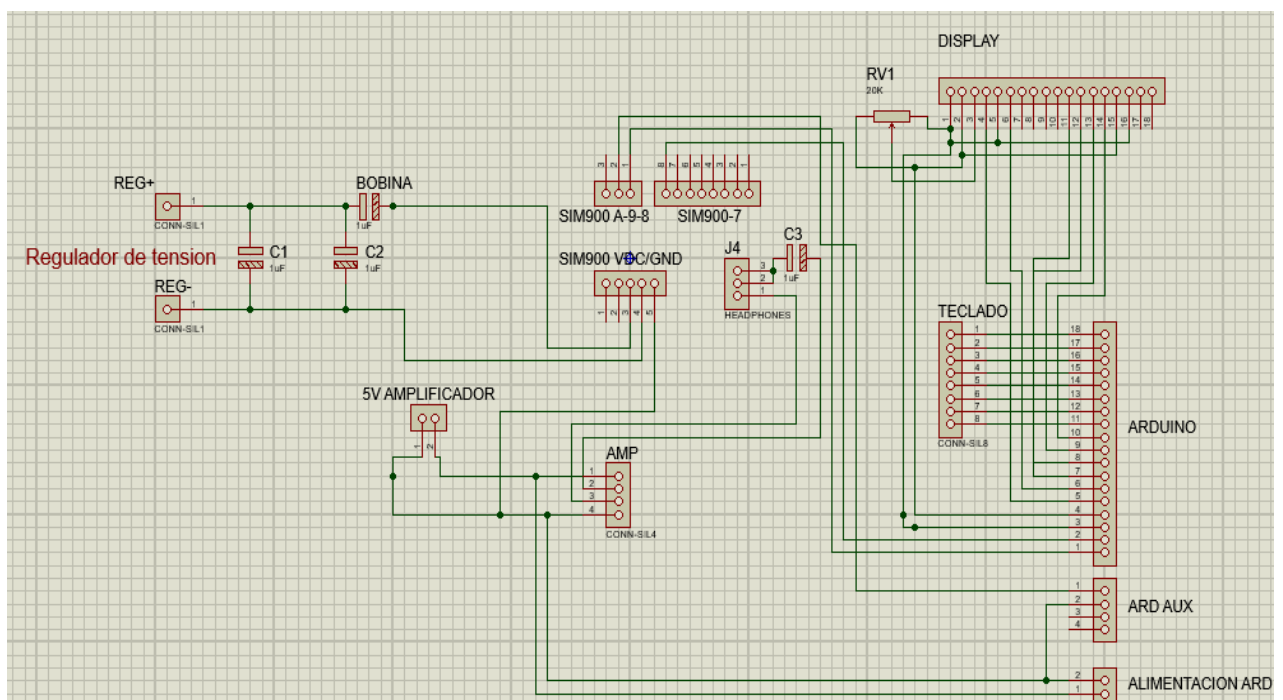 DISPLAY
RV1
20K
1 2 3 4 5 6 7 8 9 10 11 12 13 14 15 16 17 18
3 2 1
8 7 6 5 4 3 2 1
REG+
1
CONN-SIL1
BOBINA
1uF
SIM900 A-9-8
SIM900-7
Regulador de tension
C1
1uF
C2
1uF
SIM900 VDC/GND
1 2 3 4 5
J4
3
2
1
HEADPHONES
C3
1uF
REG-
1
CONN-SIL1
TECLADO
1
2
3
4
5
6
7
8
CONN-SIL8
18
17
16
15
14
13
12
11
10
9
8
7
6
5
4
3
2
1
ARDUINO
5V AMPLIFICADOR
1 2
AMP
1
2
3
4
CONN-SIL4
1
2
3
4
ARD AUX
2
1
ALIMENTACION ARD